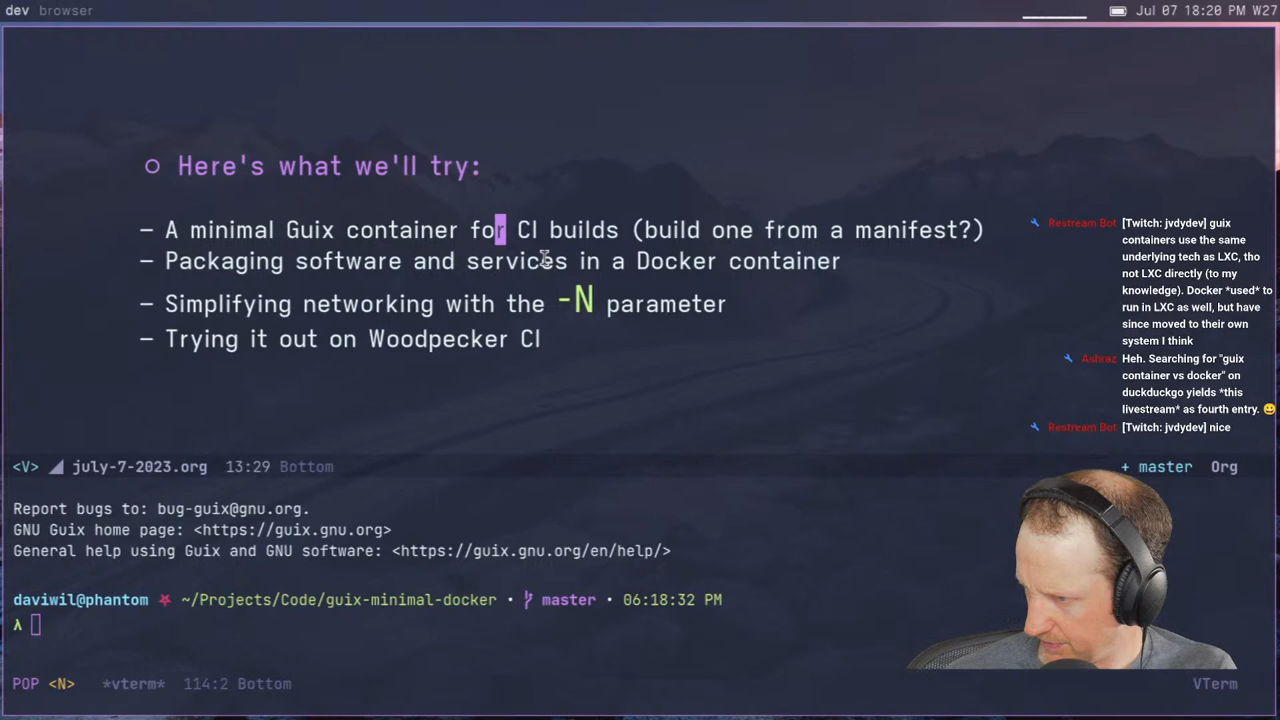 dev browser
Jul 07 18:20 PM W27
○ Here's what we'll try:
– A minimal Guix container for CI builds (build one from a manifest?)
– Packaging software and services in a Docker container
– Simplifying networking with the -N parameter
– Trying it out on Woodpecker CI
Restream Bot [Twitch: jvdydev] guix
containers use the same
underlying tech as LXC, tho
not LXC directly (to my
knowledge). Docker *used* to
run in LXC as well, but have
since moved to their own
system I think
Ashraz Heh. Searching for "guix
container vs docker" on
duckduckgo yields *this
livestream* as fourth entry. 😀
Restream Bot [Twitch: jvdydev] nice
<V> july-7-2023.org 13:29 Bottom + master Org
Report bugs to: bug-guix@gnu.org.
GNU Guix home page: <https://guix.gnu.org>
General help using Guix and GNU software: <https://guix.gnu.org/en/help/>
daviwil@phantom ~/Projects/Code/guix-minimal-docker • master • 06:18:32 PM
λ
POP <N> *vterm* 114:2 Bottom VTerm